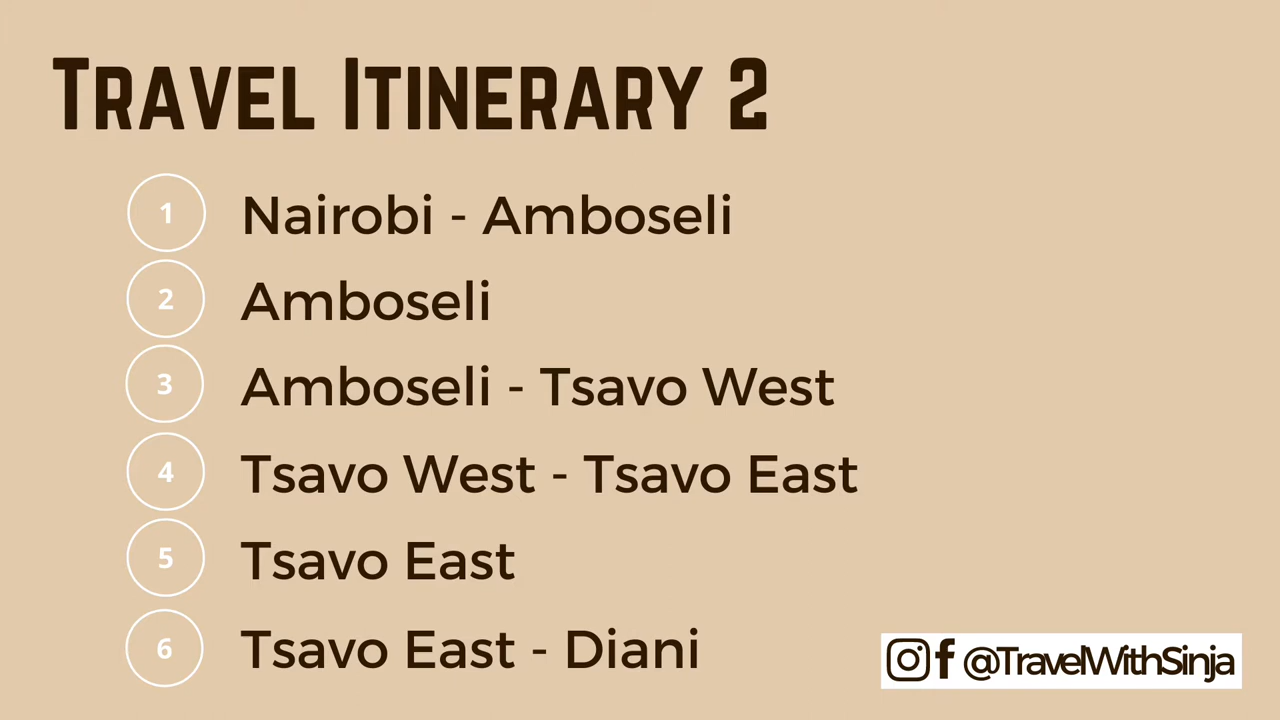 Travel Itinerary 2
1 Nairobi - Amboseli
2 Amboseli
3 Amboseli - Tsavo West
4 Tsavo West - Tsavo East
5 Tsavo East
6 Tsavo East - Diani
@TravelWithSinja